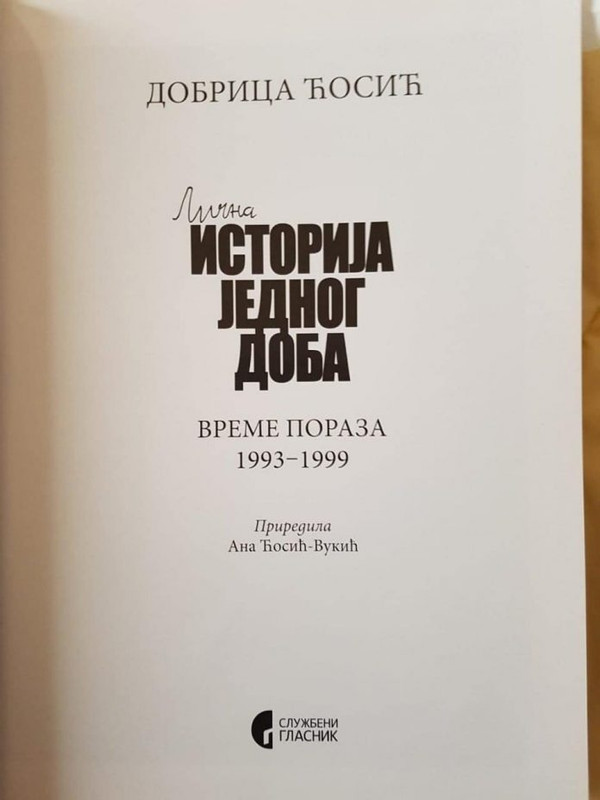 ДОБРИЦА ЋОСИЋ
Лична
ИСТОРИЈА
ЈЕДНОГ
ДОБА
ВРЕМЕ ПОРАЗА
1993–1999
Приредила
Ана Ћосић-Вукић
СЛУЖБЕНИ
ГЛАСНИК